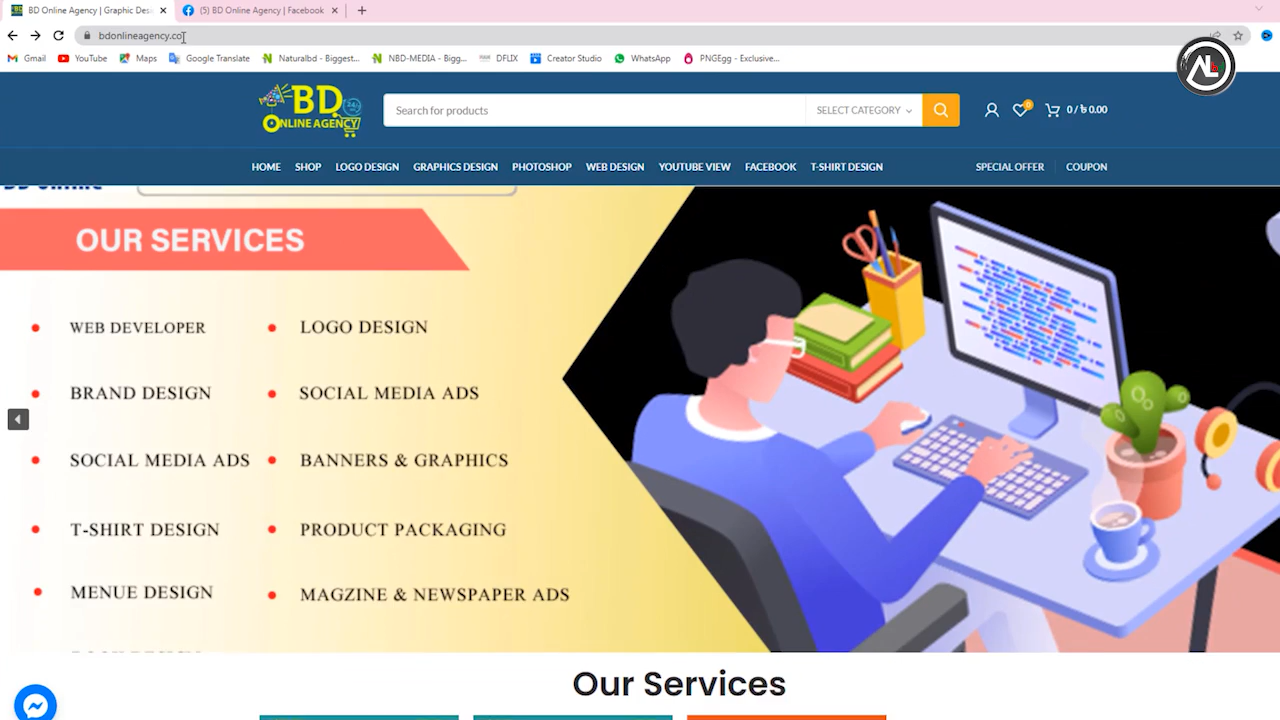 BD Online Agency | Graphic Des
(5) BD Online Agency | Facebook
bdonlineagency.co
Gmail
YouTube
Maps
Google Translate
Naturalbd - Biggest...
NBD-MEDIA - Bigg...
DFLIX
Creator Studio
WhatsApp
PNGEgg - Exclusive...
AL
BD
ONLINE AGENCY
24
Search for products
SELECT CATEGORY
0
0 / ৳ 0.00
HOME
SHOP
LOGO DESIGN
GRAPHICS DESIGN
PHOTOSHOP
WEB DESIGN
YOUTUBE VIEW
FACEBOOK
T-SHIRT DESIGN
SPECIAL OFFER
COUPON
OUR SERVICES
WEB DEVELOPER
LOGO DESIGN
BRAND DESIGN
SOCIAL MEDIA ADS
SOCIAL MEDIA ADS
BANNERS & GRAPHICS
T-SHIRT DESIGN
PRODUCT PACKAGING
MENUE DESIGN
MAGZINE & NEWSPAPER ADS
Our Services